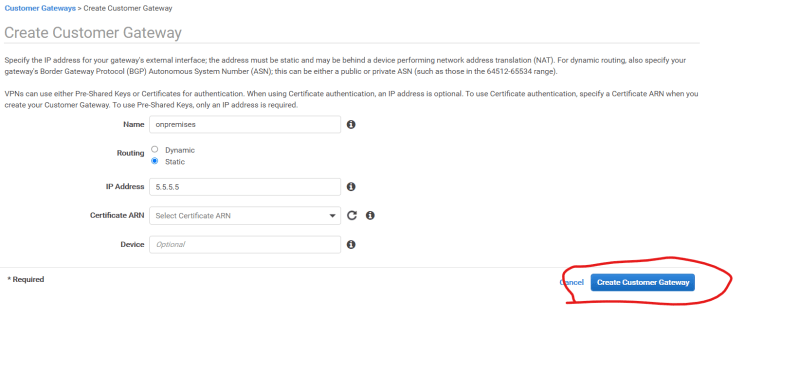 Customer Gateways > Create Customer Gateway
Create Customer Gateway
Specify the IP address for your gateway's external interface; the address must be static and may be behind a device performing network address translation (NAT). For dynamic routing, also specify your
gateway's Border Gateway Protocol (BGP) Autonomous System Number (ASN); this can be either a public or private ASN (such as those in the 64512-65534 range).
VPNs can use either Pre-Shared Keys or Certificates for authentication. When using Certificate authentication, an IP address is optional. To use Certificate authentication, specify a Certificate ARN when you
create your Customer Gateway. To use Pre-Shared Keys, only an IP address is required.
Name onpremises
Routing Dynamic
Static
IP Address 5.5.5.5
Certificate ARN Select Certificate ARN
Device Optional
* Required Cancel Create Customer Gateway